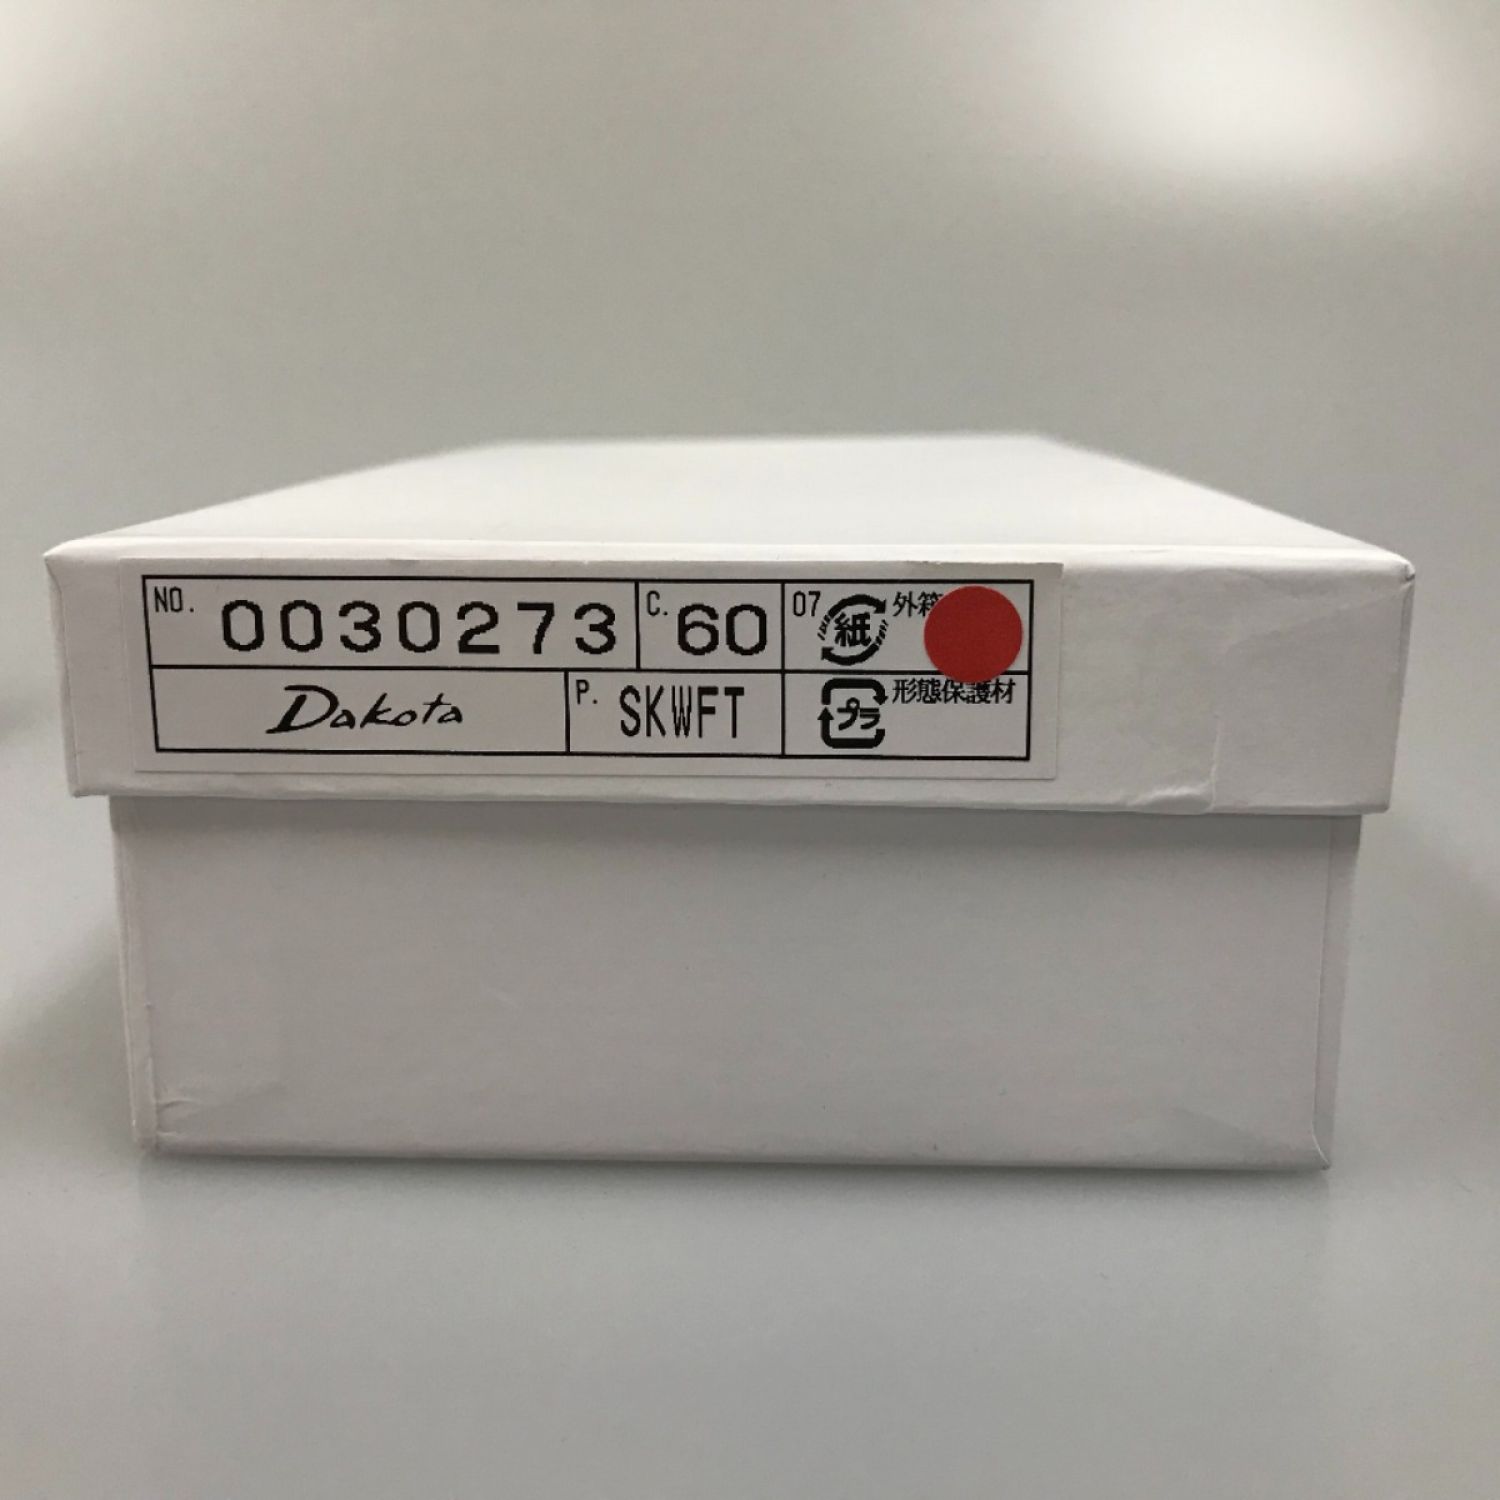 NO. 0030273 C. 60 07 紙 外箱
Dakota P. SKWFT プラ 形態保護材